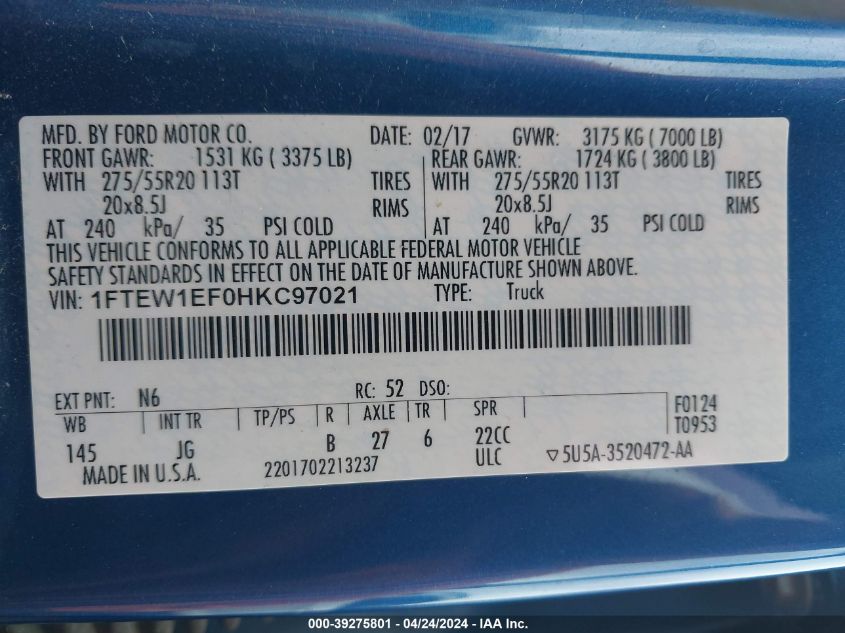 MFD. BY FORD MOTOR CO. DATE: 02/17 GVWR: 3175 KG ( 7000 LB)
FRONT GAWR: 1531 KG ( 3375 LB) REAR GAWR: 1724 KG ( 3800 LB)
WITH 275/55R20 113T TIRES WITH 275/55R20 113T TIRES
20x8.5J RIMS 20x8.5J RIMS
AT 240 kPa/ 35 PSI COLD AT 240 kPa/ 35 PSI COLD
THIS VEHICLE CONFORMS TO ALL APPLICABLE FEDERAL MOTOR VEHICLE
SAFETY STANDARDS IN EFFECT ON THE DATE OF MANUFACTURE SHOWN ABOVE.
VIN: 1FTEW1EF0HKC97021 TYPE: Truck
EXT PNT: N6 RC: 52 DSO:
WB INT TR TP/PS R AXLE TR SPR F0124
T0953
145 JG B 27 6 22CC
ULC ▽5U5A-3520472-AA
MADE IN U.S.A. 2201702213237
000-39275801 - 04/24/2024 - IAA Inc.